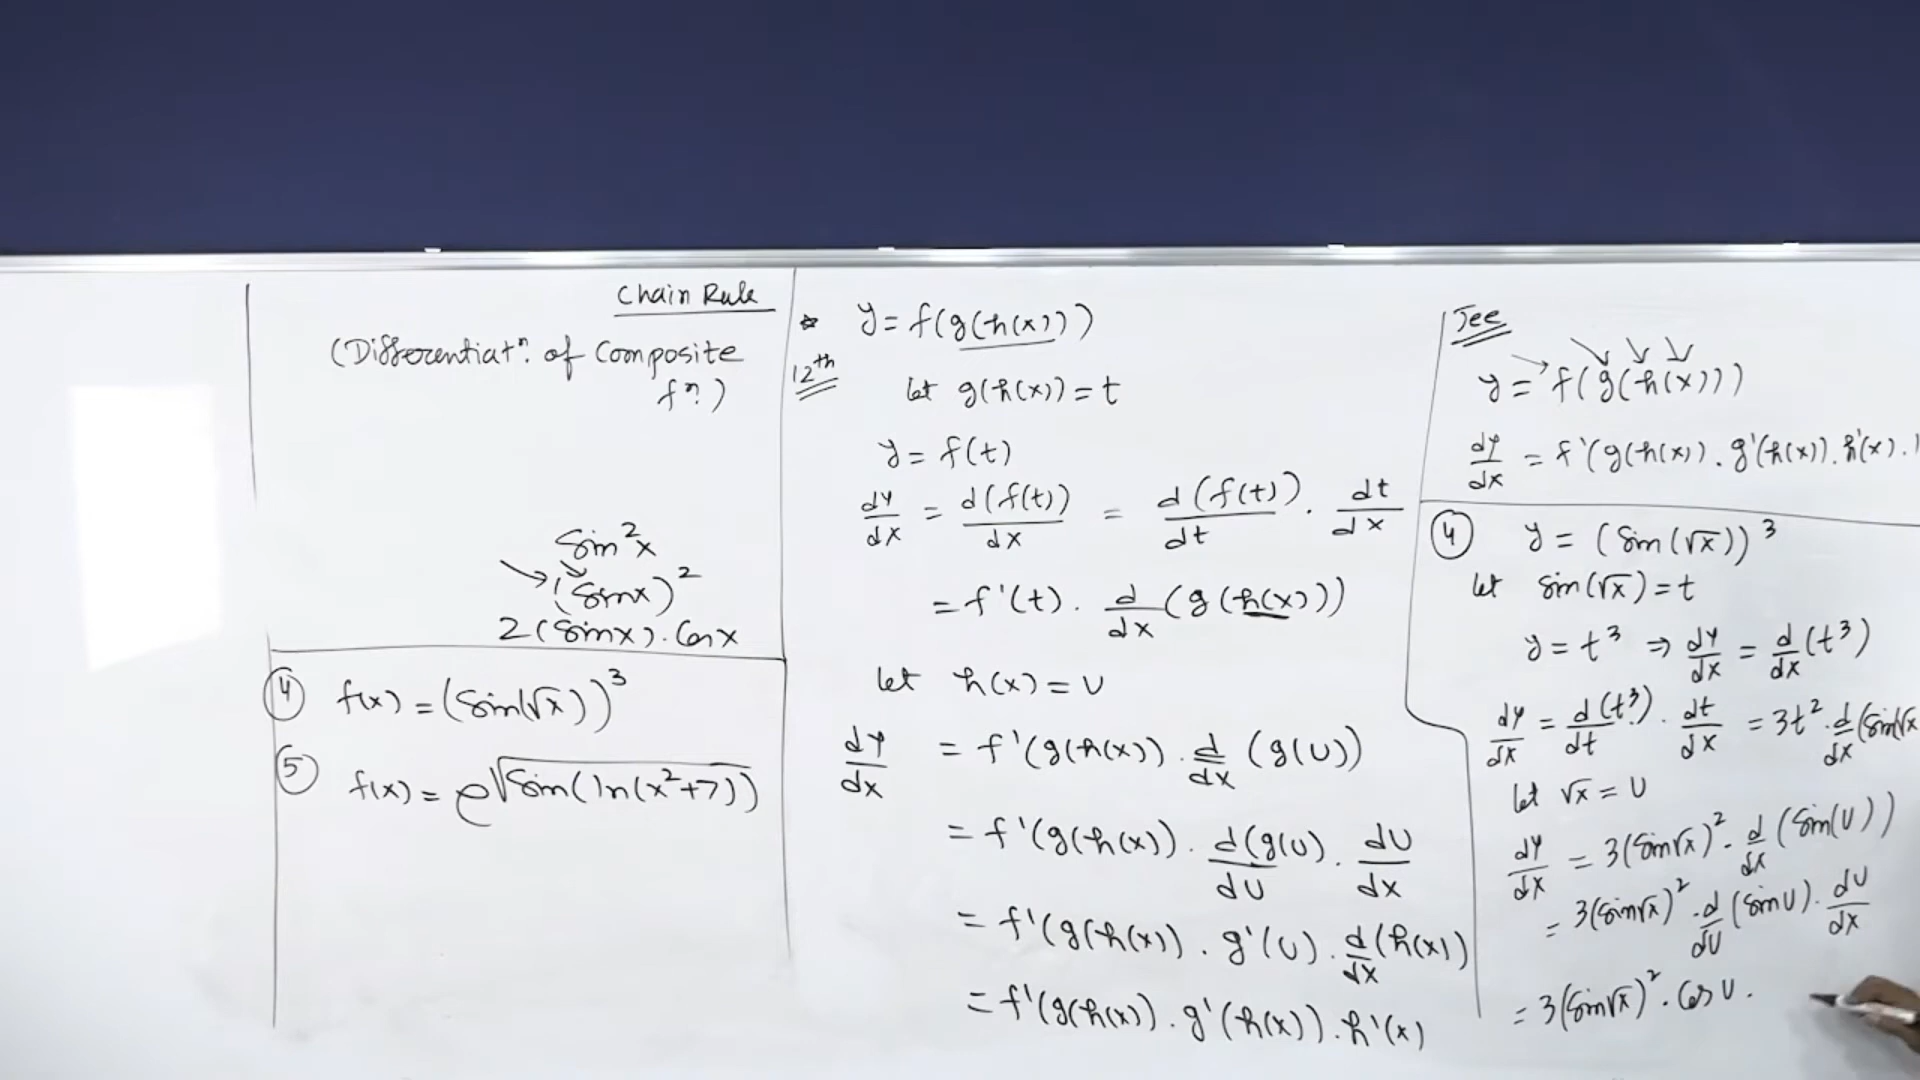 Chain Rule
(Differentiatⁿ. of Composite
fⁿ.)
Sin²x
(Sinx)²
2(Sinx). Cosx
④ f(x) = (Sin(√x))³
⑤ f(x) = e^√(Sin(ln(x²+7)))
* y = f(g(h(x)))
12th
let g(h(x)) = t
y = f(t)
dy/dx = d(f(t))/dx = d(f(t))/dt . dt/dx
= f'(t) . d/dx (g(h(x)))
let h(x) = U
dy/dx = f'(g(h(x)) . d/dx (g(U))
= f'(g(h(x)) . d(g(U)/dU . dU/dx
= f'(g(h(x)) . g'(U) . d/dx (h(x))
= f'(g(h(x)) . g'(h(x)) . h'(x)
Jee
y = f(g(h(x)))
dy/dx = f'(g(h(x)) . g'(h(x)) . h'(x) . 1
④ y = (Sin(√x))³
let Sin(√x) = t
y = t³ ⇒ dy/dx = d/dx (t³)
dy/dx = d(t³)/dt . dt/dx = 3t² . d/dx (Sin√x
let √x = U
dy/dx = 3(Sin√x)² . d/dx (Sin(U))
= 3(Sin√x)² . d/dU (Sin U) . dU/dx
= 3(Sin√x)² . Cos U .